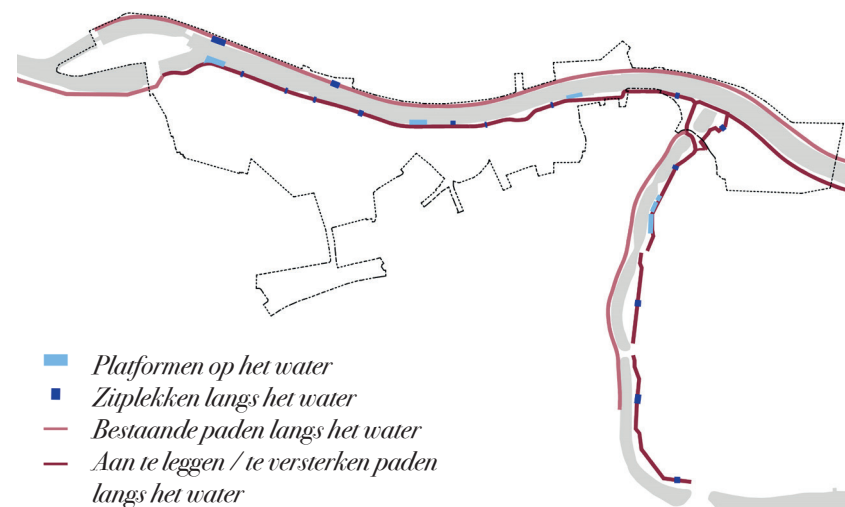 Platformen op het water
Zitplekken langs het water
Bestaande paden langs het water
Aan te leggen / te versterken paden
langs het water